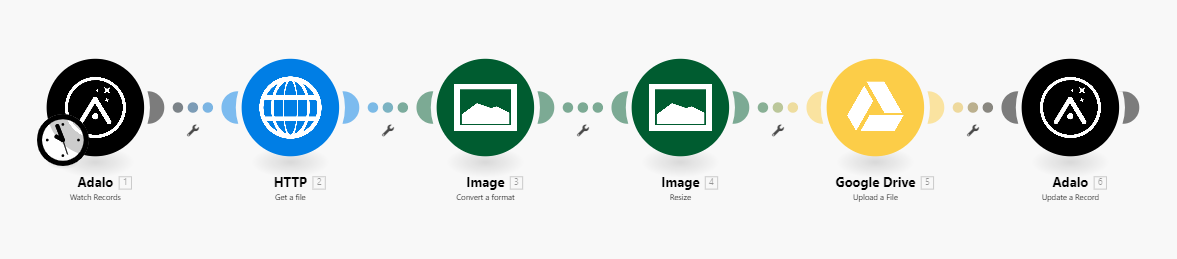 Adalo 1
Watch Records
HTTP 2
Get a file
Image 3
Convert a format
Image 4
Resize
Google Drive 5
Upload a File
Adalo 6
Update a Record